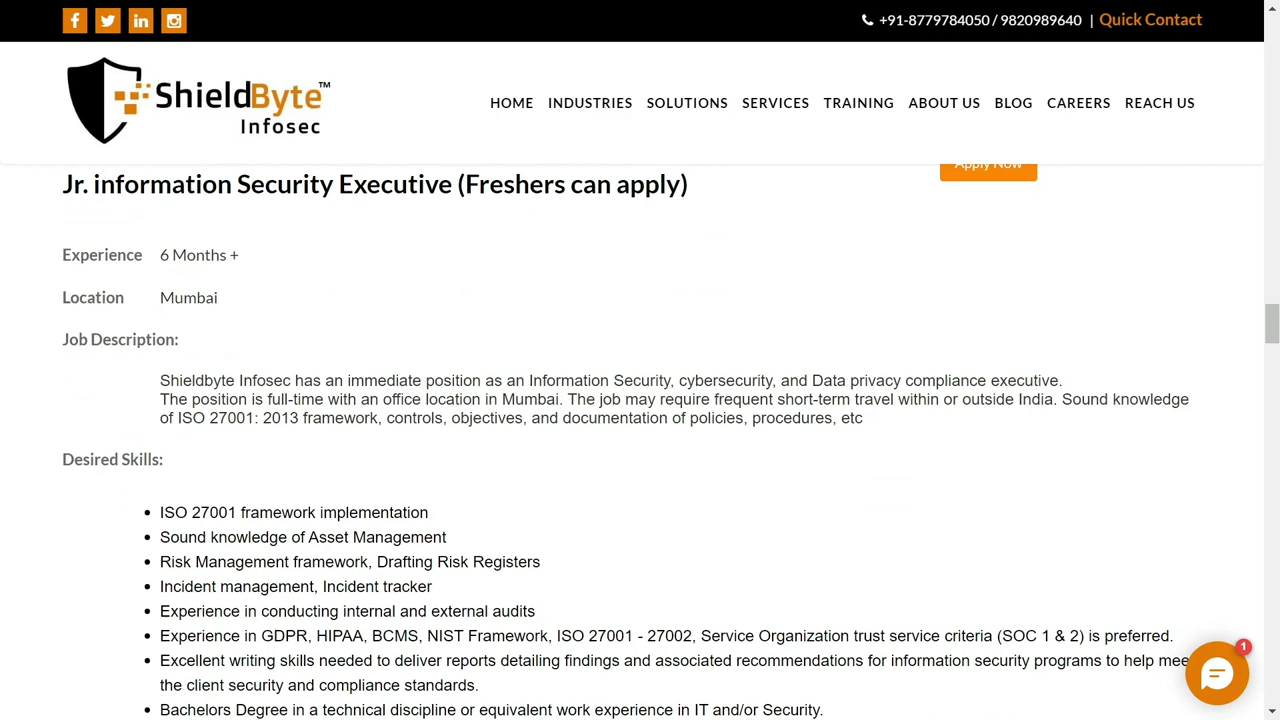 +91-8779784050 / 9820989640 | Quick Contact
ShieldByte™
Infosec
HOME INDUSTRIES SOLUTIONS SERVICES TRAINING ABOUT US BLOG CAREERS REACH US
Apply Now
Jr. information Security Executive (Freshers can apply)
Experience 6 Months +
Location Mumbai
Job Description:
Shieldbyte Infosec has an immediate position as an Information Security, cybersecurity, and Data privacy compliance executive.
The position is full-time with an office location in Mumbai. The job may require frequent short-term travel within or outside India. Sound knowledge
of ISO 27001: 2013 framework, controls, objectives, and documentation of policies, procedures, etc
Desired Skills:
• ISO 27001 framework implementation
• Sound knowledge of Asset Management
• Risk Management framework, Drafting Risk Registers
• Incident management, Incident tracker
• Experience in conducting internal and external audits
• Experience in GDPR, HIPAA, BCMS, NIST Framework, ISO 27001 - 27002, Service Organization trust service criteria (SOC 1 & 2) is preferred.
• Excellent writing skills needed to deliver reports detailing findings and associated recommendations for information security programs to help mee
1
the client security and compliance standards.
• Bachelors Degree in a technical discipline or equivalent work experience in IT and/or Security.